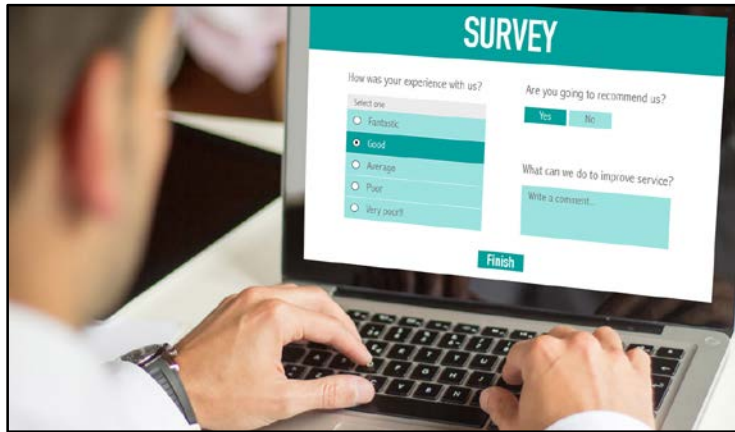 SURVEY
How was your experience with us?
Select one
Fantastic
Good
Average
Poor
Very poor!!
Are you going to recommend us?
Yes No
What can we do to improve service?
Write a comment...
Finish